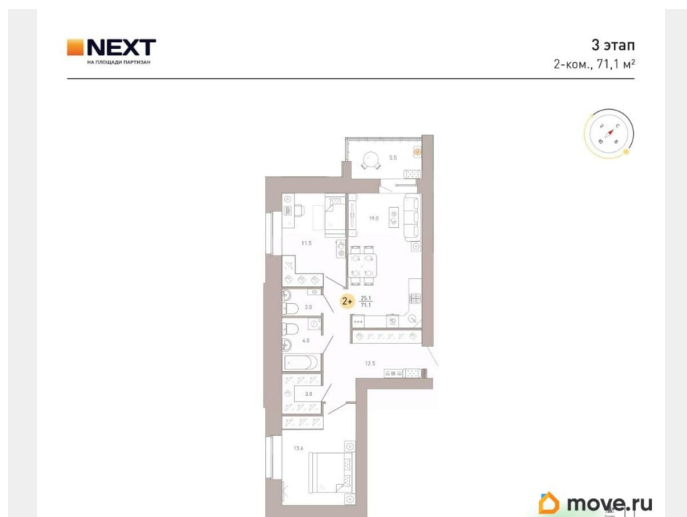 NEXT
НА ПЛОЩАДИ ПАРТИЗАН
3 этап
2-ком., 71,1 м²
5.5
19.0
11.5
2+
25.1
71.1
2.0
4.0
12.5
3.8
13.6
move.ru